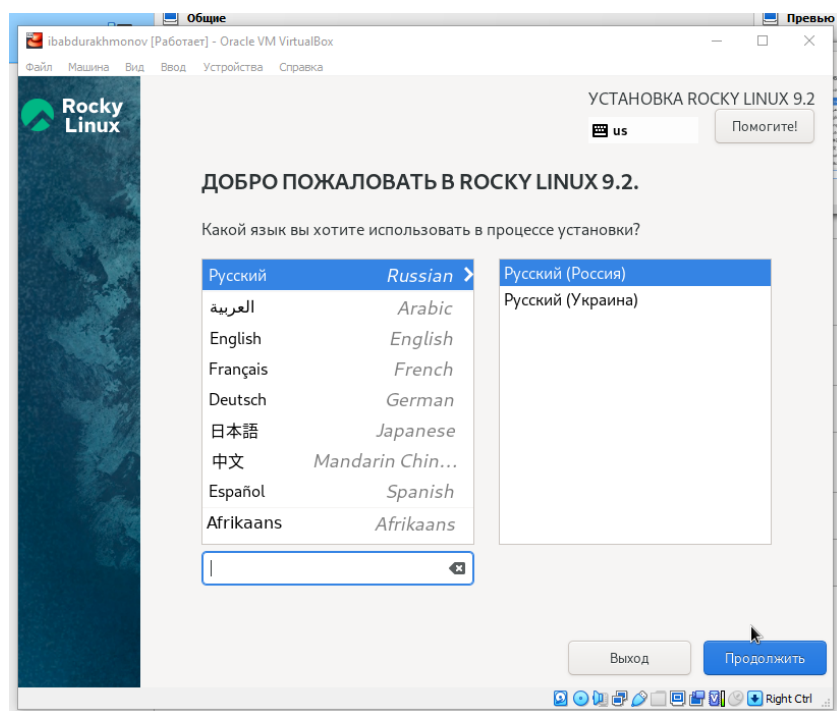 Общие
Превью
ibabdurakhmonov [Работает] - Oracle VM VirtualBox
Файл Машина Вид Ввод Устройства Справка
Rocky
Linux
УСТАНОВКА ROCKY LINUX 9.2
us
Помогите!
ДОБРО ПОЖАЛОВАТЬ В ROCKY LINUX 9.2.
Какой язык вы хотите использовать в процессе установки?
Русский Russian
العربية Arabic
English English
Français French
Deutsch German
日本語 Japanese
中文 Mandarin Chin...
Español Spanish
Afrikaans Afrikaans
Русский (Россия)
Русский (Украина)
Выход
Продолжить
Right Ctrl